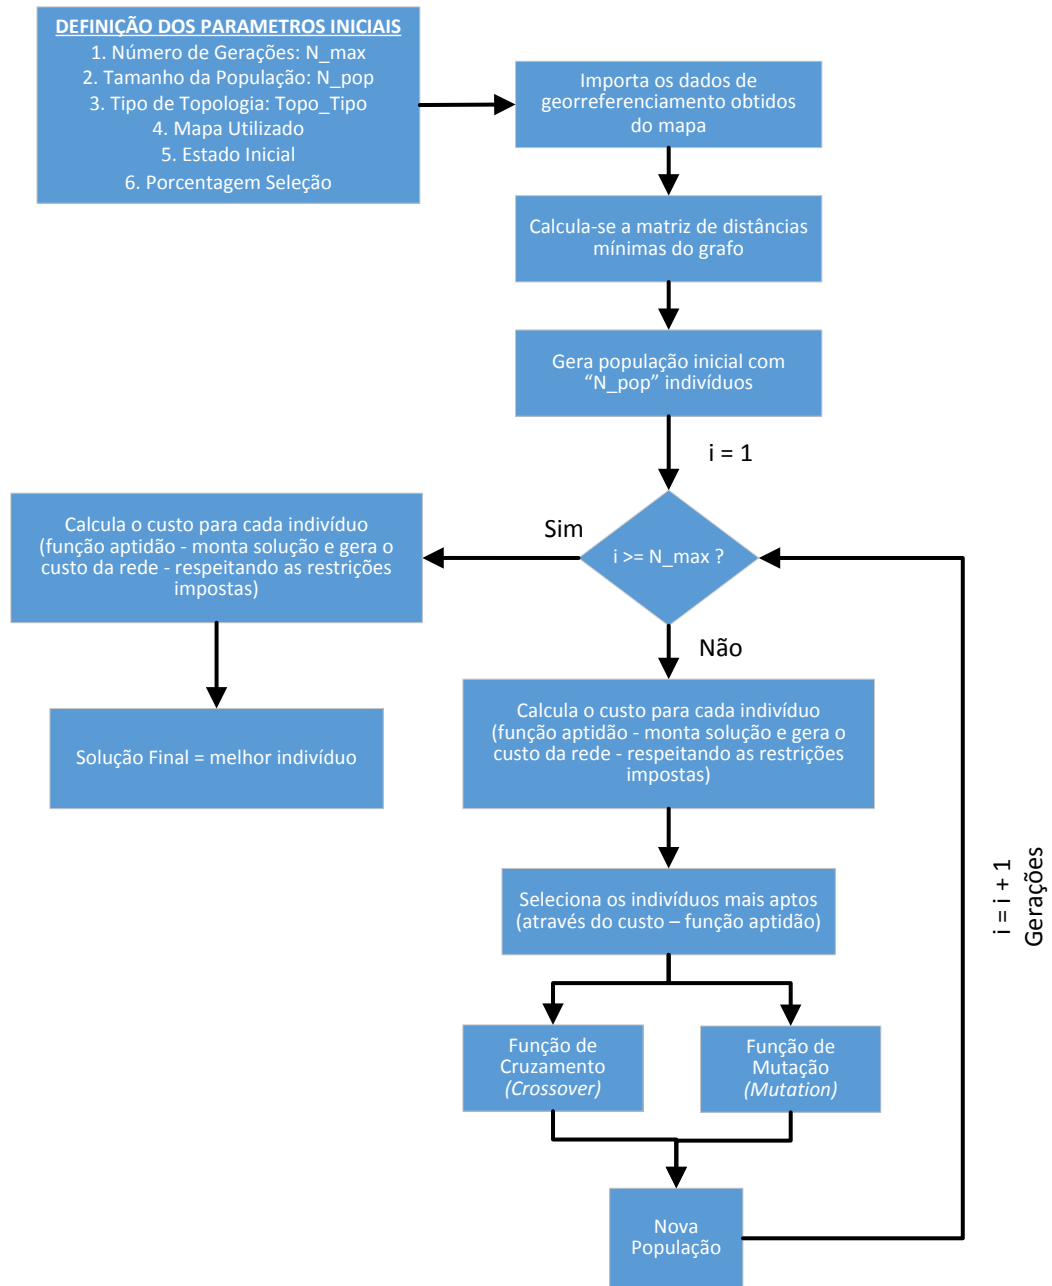 DEFINIÇÃO DOS PARAMETROS INICIAIS
1. Número de Gerações: N_max
2. Tamanho da População: N_pop
3. Tipo de Topologia: Topo_Tipo
4. Mapa Utilizado
5. Estado Inicial
6. Porcentagem Seleção
Importa os dados de
georreferenciamento obtidos
do mapa
Calcula-se a matriz de distâncias
mínimas do grafo
Gera população inicial com
“N_pop” indivíduos
i = 1
i >= N_max ?
Sim
Calcula o custo para cada indivíduo
(função aptidão - monta solução e gera o
custo da rede - respeitando as restrições
impostas)
Solução Final = melhor indivíduo
Não
Calcula o custo para cada indivíduo
(função aptidão - monta solução e gera o
custo da rede - respeitando as restrições
impostas)
Seleciona os indivíduos mais aptos
(através do custo – função aptidão)
Função de
Cruzamento
(Crossover)
Função de
Mutação
(Mutation)
Nova
População
i = i + 1
Gerações